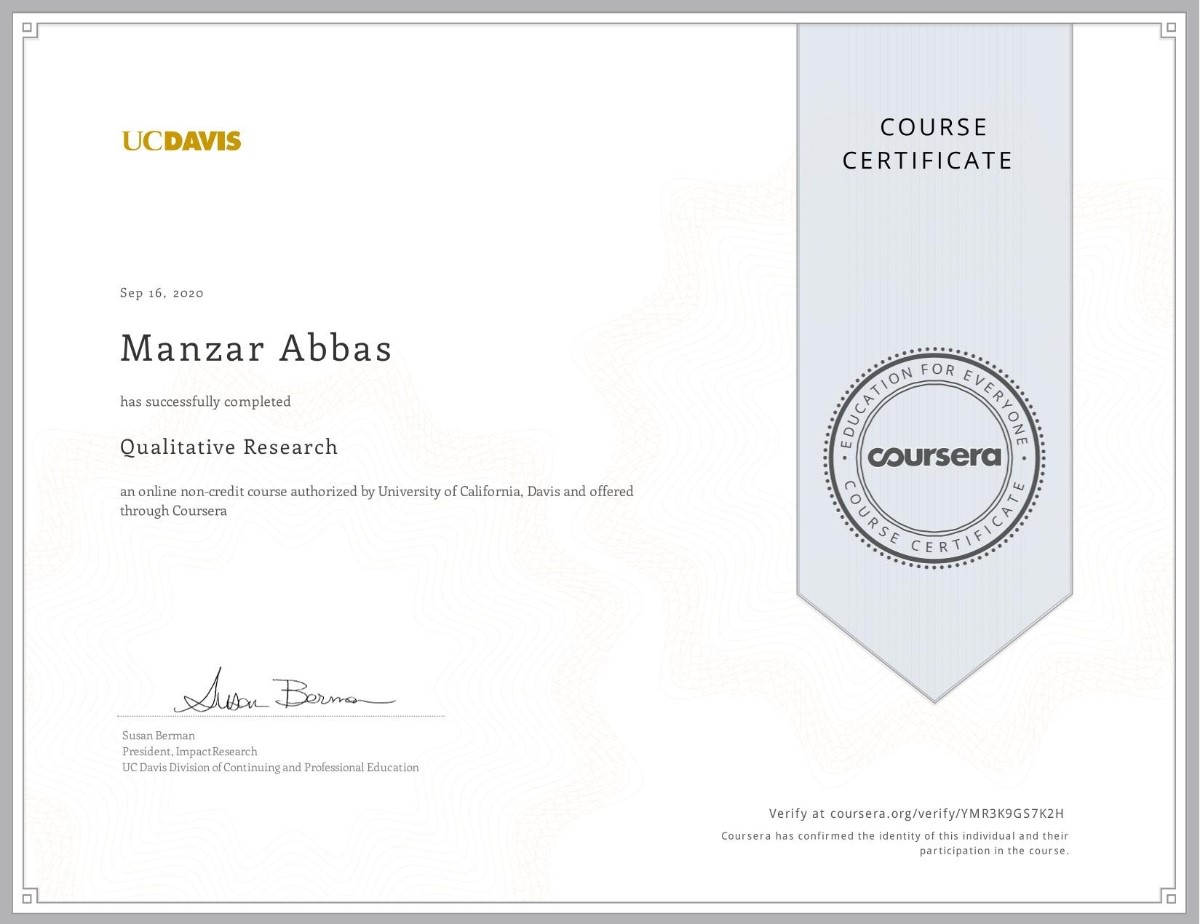 UCDAVIS
COURSE
CERTIFICATE
Sep 16, 2020
Manzar Abbas
has successfully completed
Qualitative Research
an online non-credit course authorized by University of California, Davis and offered
through Coursera
EDUCATION FOR EVERYONE
coursera
COURSE CERTIFICATE
Susan Berman
Susan Berman
President, ImpactResearch
UC Davis Division of Continuing and Professional Education
Verify at coursera.org/verify/YMR3K9GS7K2H
Coursera has confirmed the identity of this individual and their
participation in the course.